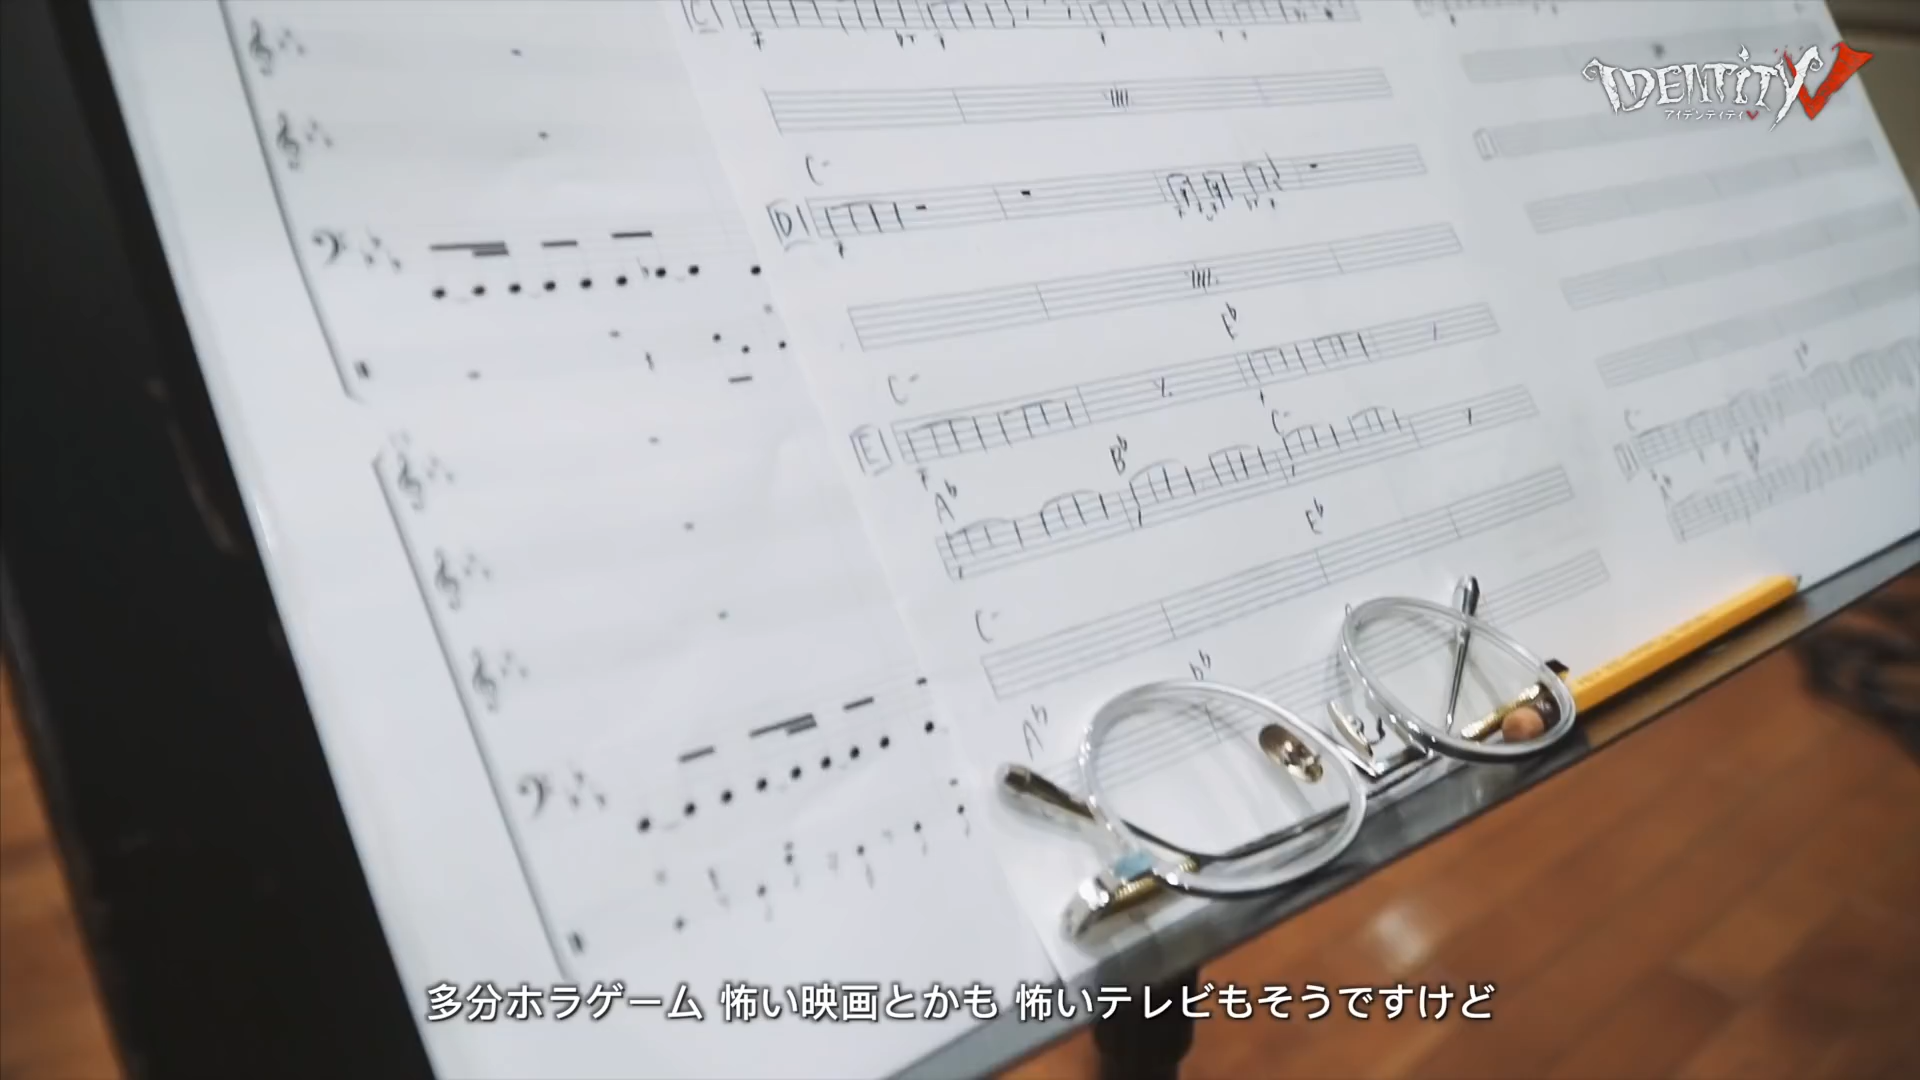 IDENTITY V
アイデンティティV
C
C-
D
E♭
C-
E
B♭
C-
A♭
E♭
C-
A♭
多分ホラゲーム 怖い映画とかも 怖いテレビもそうですけど